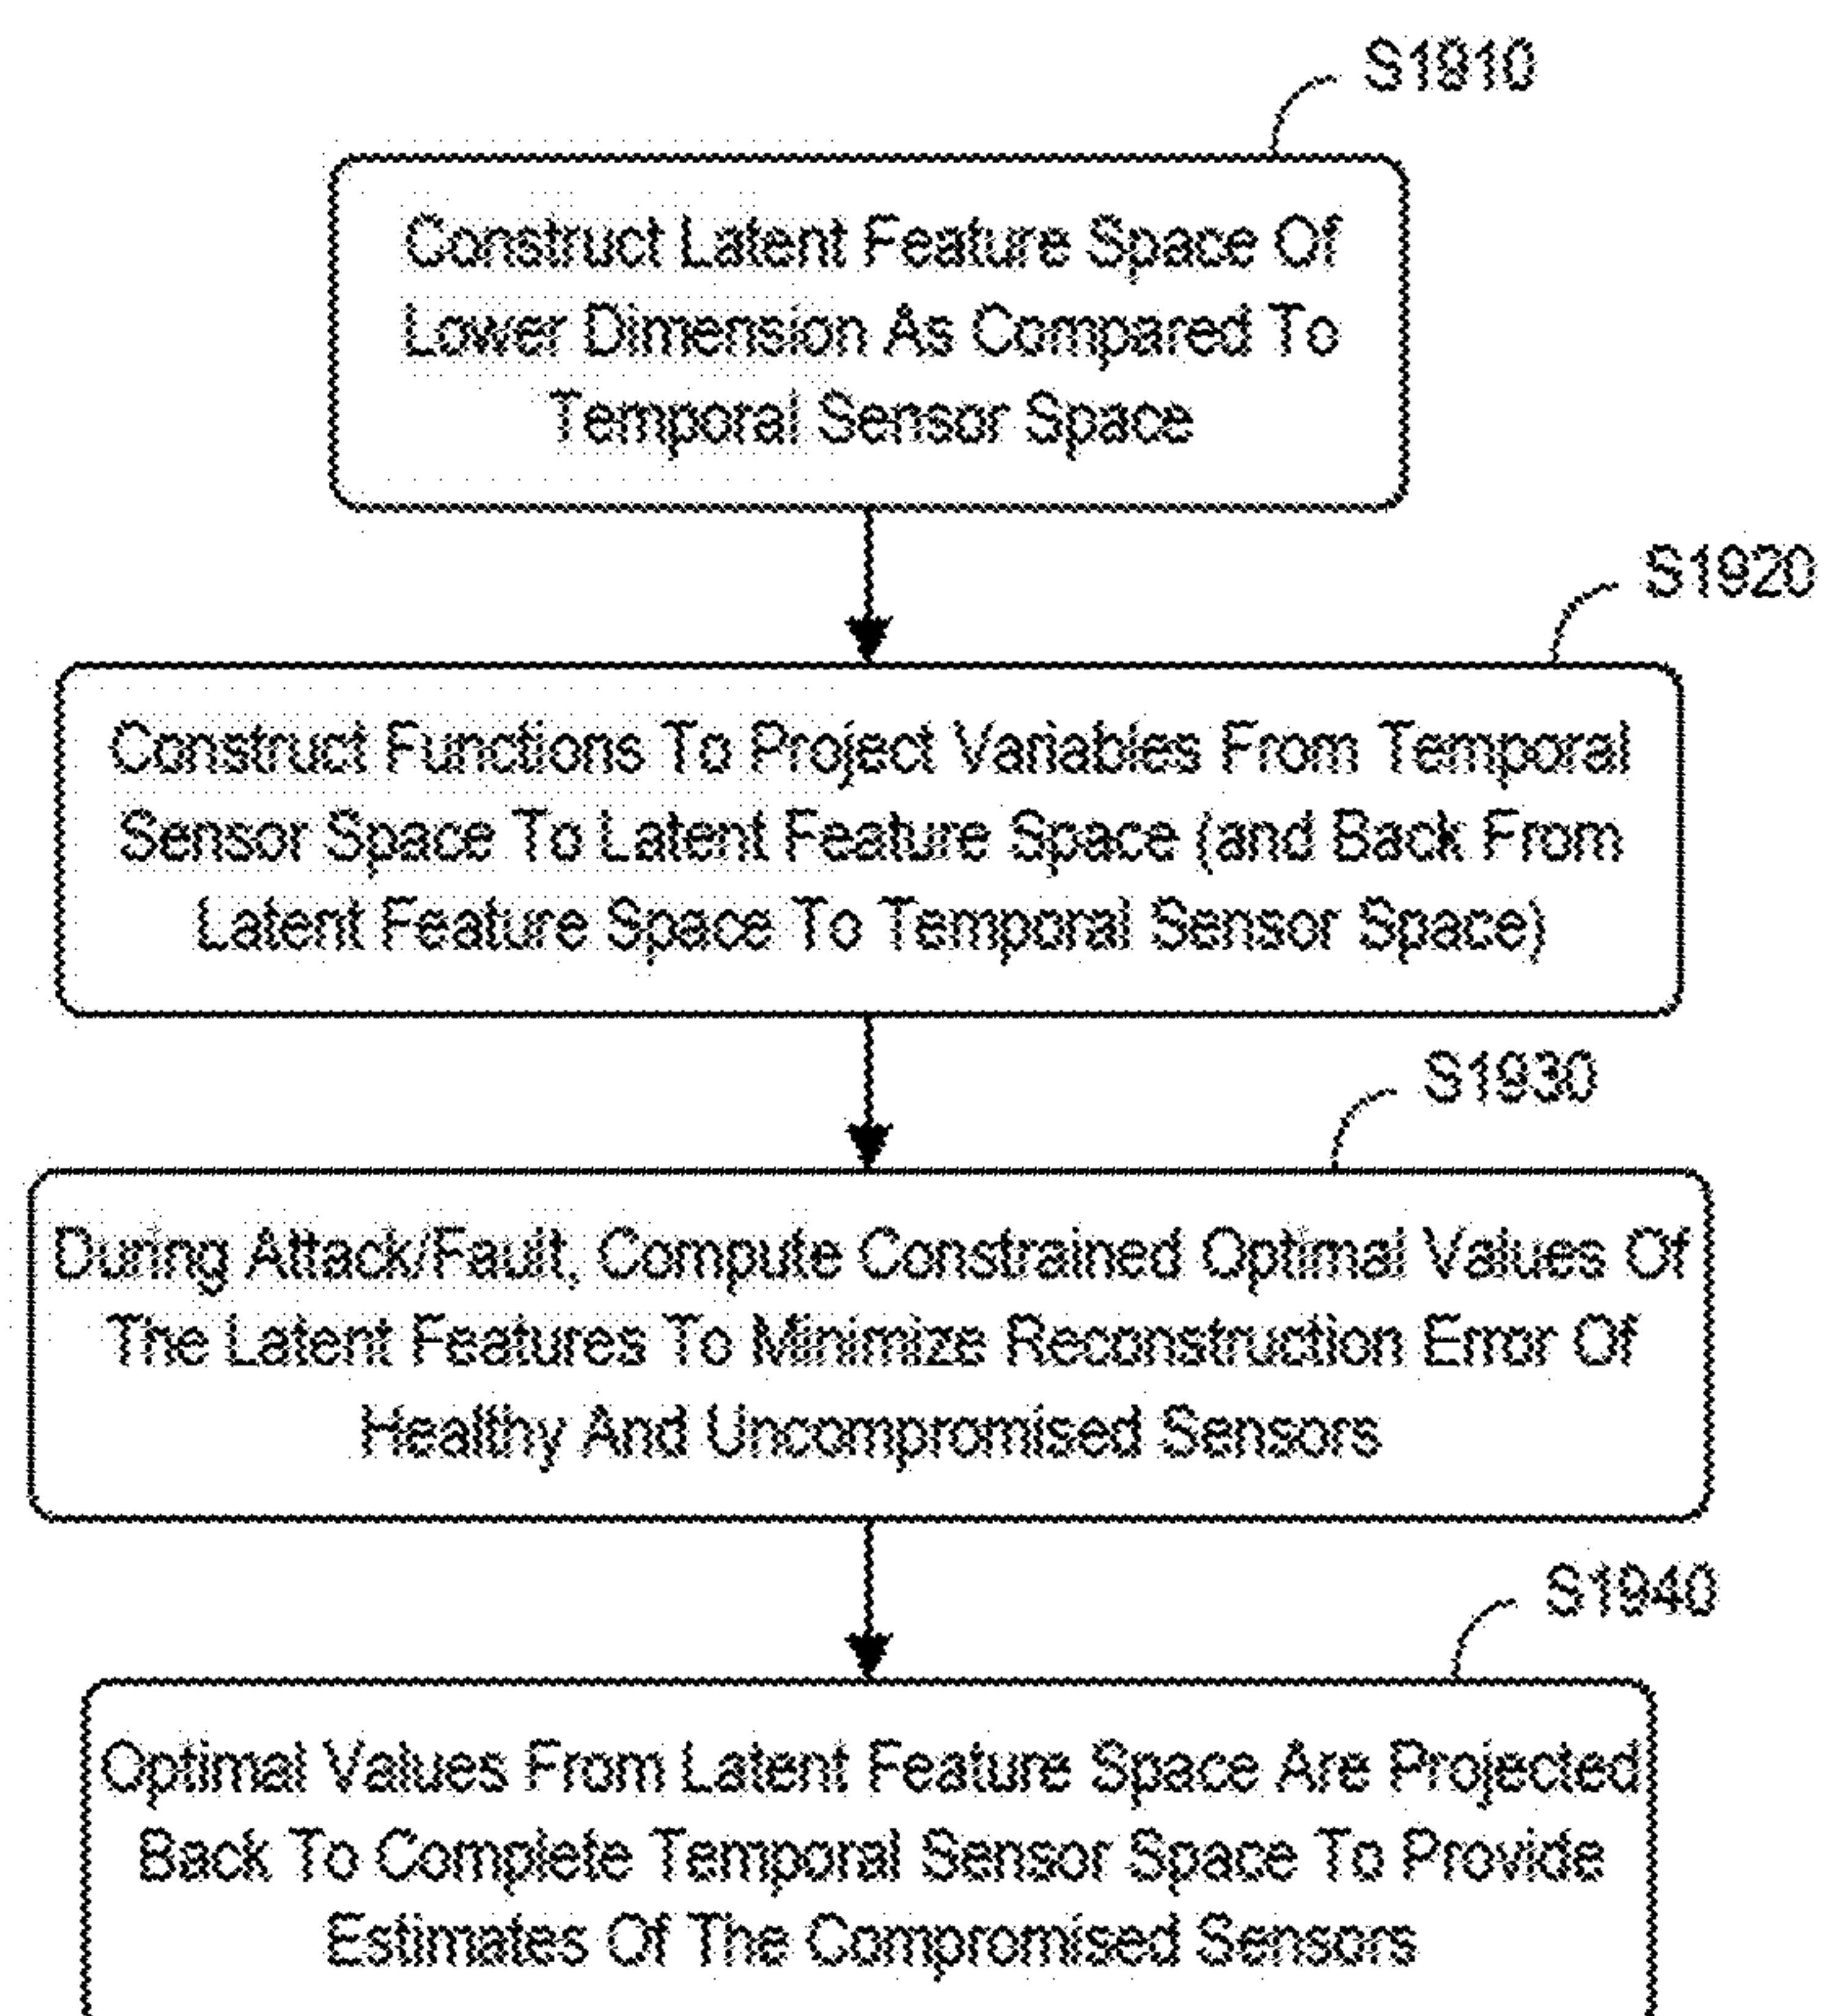 S1910
Construct Latent Feature Space Of
Lower Dimension As Compared To
Temporal Sensor Space
S1920
Construct Functions To Project Variables From Temporal
Sensor Space To Latent Feature Space (and Back From
Latent Feature Space To Temporal Sensor Space)
S1930
During Attack/Fault, Compute Constrained Optimal Values Of
The Latent Features To Minimize Reconstruction Error Of
Healthy And Uncompromised Sensors
S1940
Optimal Values From Latent Feature Space Are Projected
Back To Complete Temporal Sensor Space To Provide
Estimates Of The Compromised Sensors